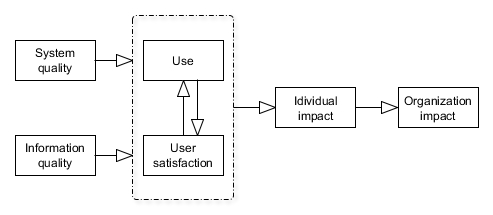 System
quality
Use
Information
quality
User
satisfaction
Idividual
impact
Organization
impact